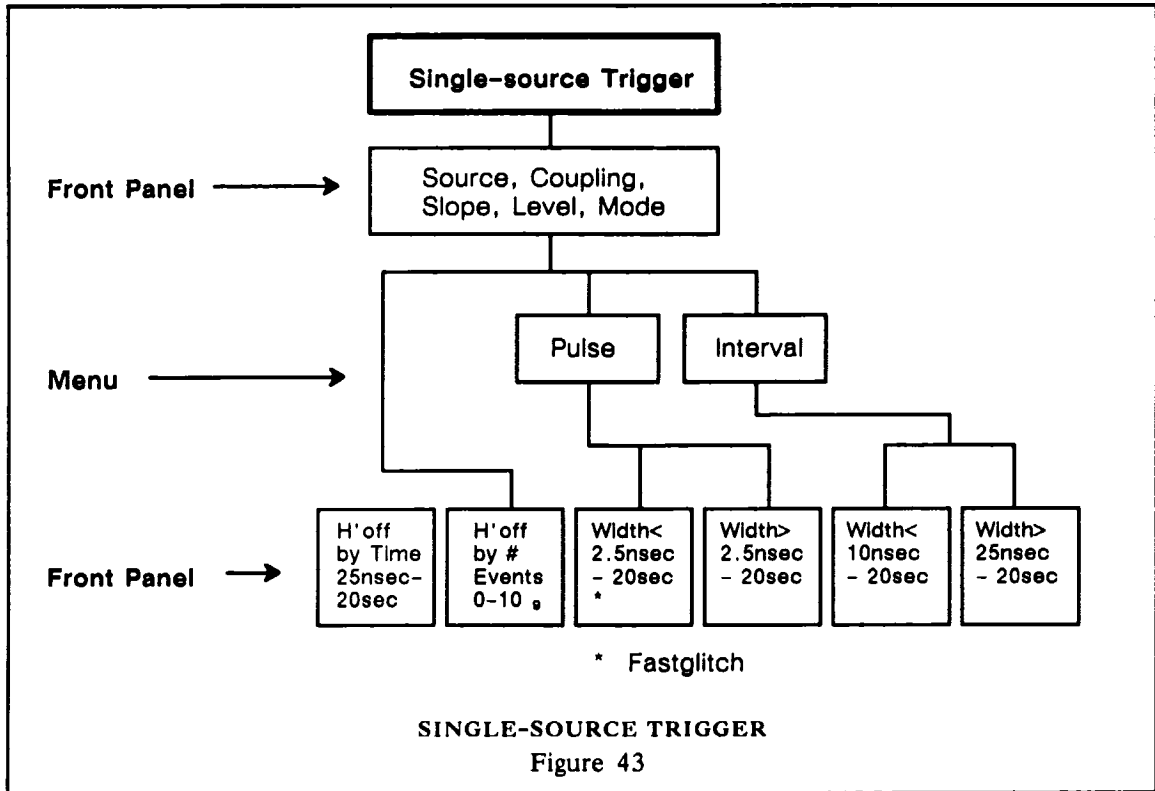 Single-source Trigger
Front Panel
Source, Coupling,
Slope, Level, Mode
Menu
Pulse
Interval
Front Panel
H'off
by Time
25nsec-
20sec
H'off
by #
Events
0-10 9
Width<
2.5nsec
- 20sec
*
Width>
2.5nsec
- 20sec
Width<
10nsec
- 20sec
Width>
25nsec
- 20sec
* Fastglitch
SINGLE-SOURCE TRIGGER
Figure 43